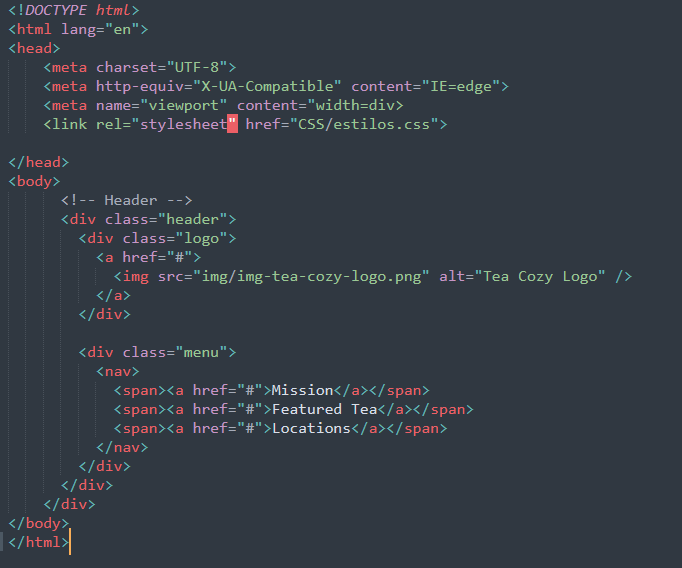 <!DOCTYPE html>
<html lang="en">
<head>
    <meta charset="UTF-8">
    <meta http-equiv="X-UA-Compatible" content="IE=edge">
    <meta name="viewport" content="width=div>
    <link rel="stylesheet" href="CSS/estilos.css">

</head>
<body>
      <!-- Header -->
      <div class="header">
        <div class="logo">
          <a href="#">
            <img src="img/img-tea-cozy-logo.png" alt="Tea Cozy Logo" />
          </a>
        </div>

        <div class="menu">
          <nav>
            <span><a href="#">Mission</a></span>
            <span><a href="#">Featured Tea</a></span>
            <span><a href="#">Locations</a></span>
          </nav>
        </div>
      </div>
    </div>
</body>
</html>